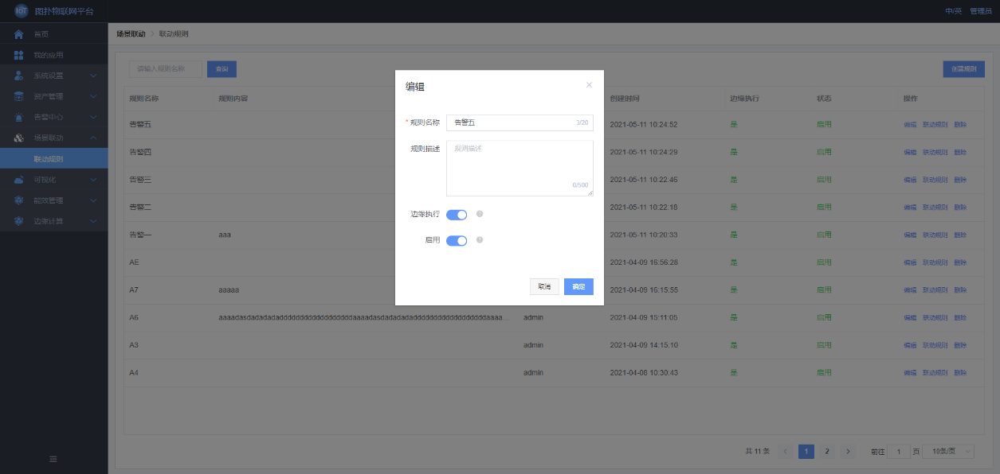 IOT 图扑物联网平台
中/英 管理员
首页
我的应用
系统设置
资产管理
告警中心
场景联动
联动规则
可视化
能效管理
边缘计算
场景联动 > 联动规则
请输入规则名称 查询 创建规则
规则名称 规则内容 创建时间 边缘执行 状态 操作
告警五 2021-05-11 10:24:52 是 启用 编辑 联动规则 删除
告警四 2021-05-11 10:24:29 是 启用 编辑 联动规则 删除
告警三 2021-05-11 10:22:46 是 启用 编辑 联动规则 删除
告警二 2021-05-11 10:22:18 是 启用 编辑 联动规则 删除
告警一 aaa 2021-05-11 10:20:33 是 启用 编辑 联动规则 删除
AE 2021-04-09 16:56:28 是 启用 编辑 联动规则 删除
A7 aaaaa 2021-04-09 16:15:55 是 启用 编辑 联动规则 删除
A6 admin 2021-04-09 15:11:05 是 启用 编辑 联动规则 删除
A3 admin 2021-04-09 14:15:10 是 启用 编辑 联动规则 删除
A4 admin 2021-04-08 10:30:43 是 启用 编辑 联动规则 删除
共 11 条 < 1 2 > 前往 1 页 10条/页
编辑
* 规则名称 告警五 3/20
规则描述 规则描述
0/500
边缘执行
启用
取消 确定